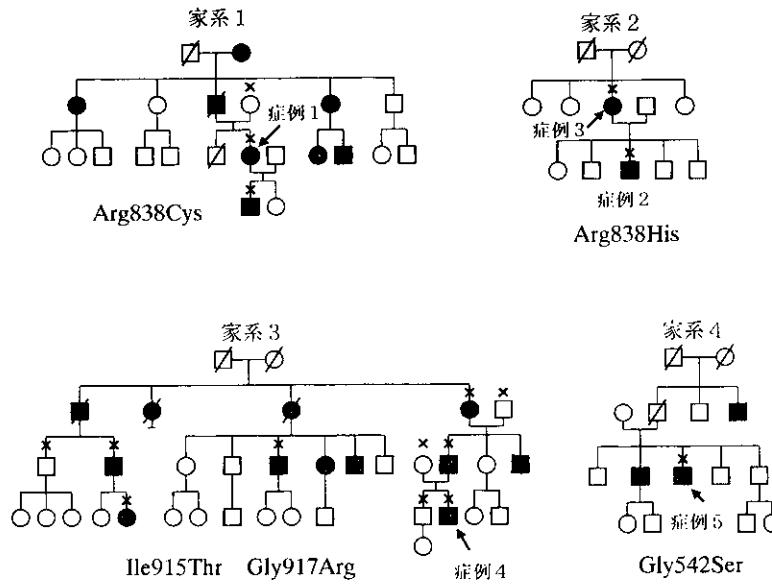 家系1
症例1
Arg838Cys
家系2
症例3
症例2
Arg838His
家系3
症例4
Ile915Thr Gly917Arg
家系4
症例5
Gly542Ser